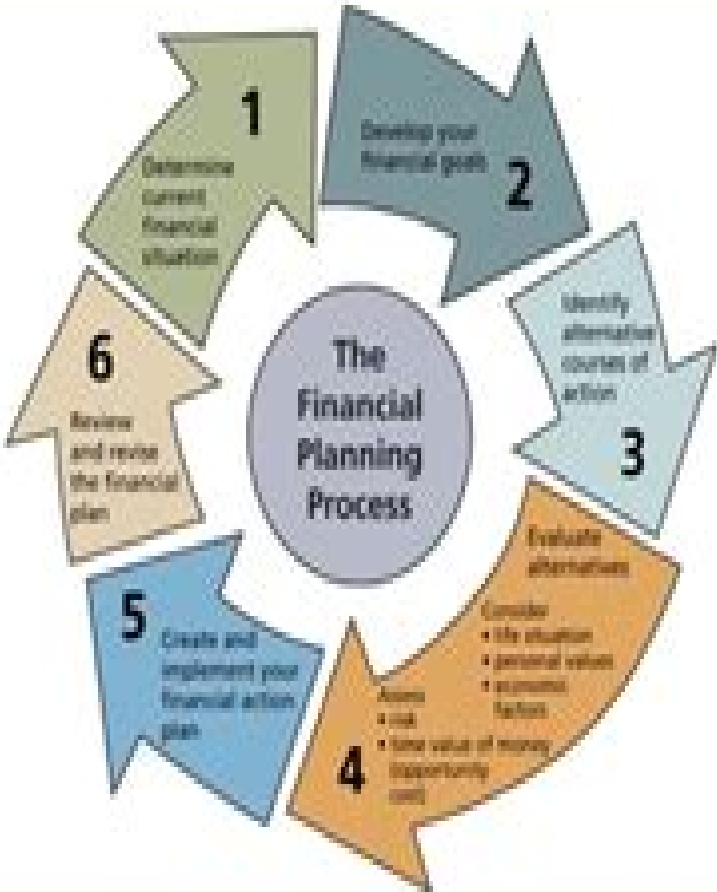 The
Financial
Planning
Process
1
Determine
current
financial
situation
Develop your
financial goals
2
Identify
alternative
courses of
action
3
Evaluate
alternatives
Consider
• life situation
• personal values
• economic
factors
Assess
• risk
• time value of money
(opportunity
cost)
4
5
Create and
implement your
financial action
plan
6
Review
and revise
the financial
plan